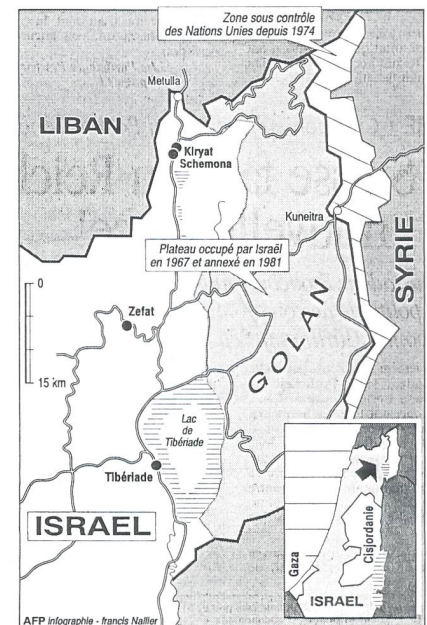 Zone sous contrôle
des Nations Unies depuis 1974
Metulla
LIBAN
Kiryat
Schemona
Kuneitra
SYRIE
Plateau occupé par Israël
en 1967 et annexé en 1981
0
Zefat
GOLAN
15 km
Lac
de
Tibériade
Tibériade
ISRAEL
Gaza
Cisjordanie
ISRAEL
AFP infographie - francis Nallier